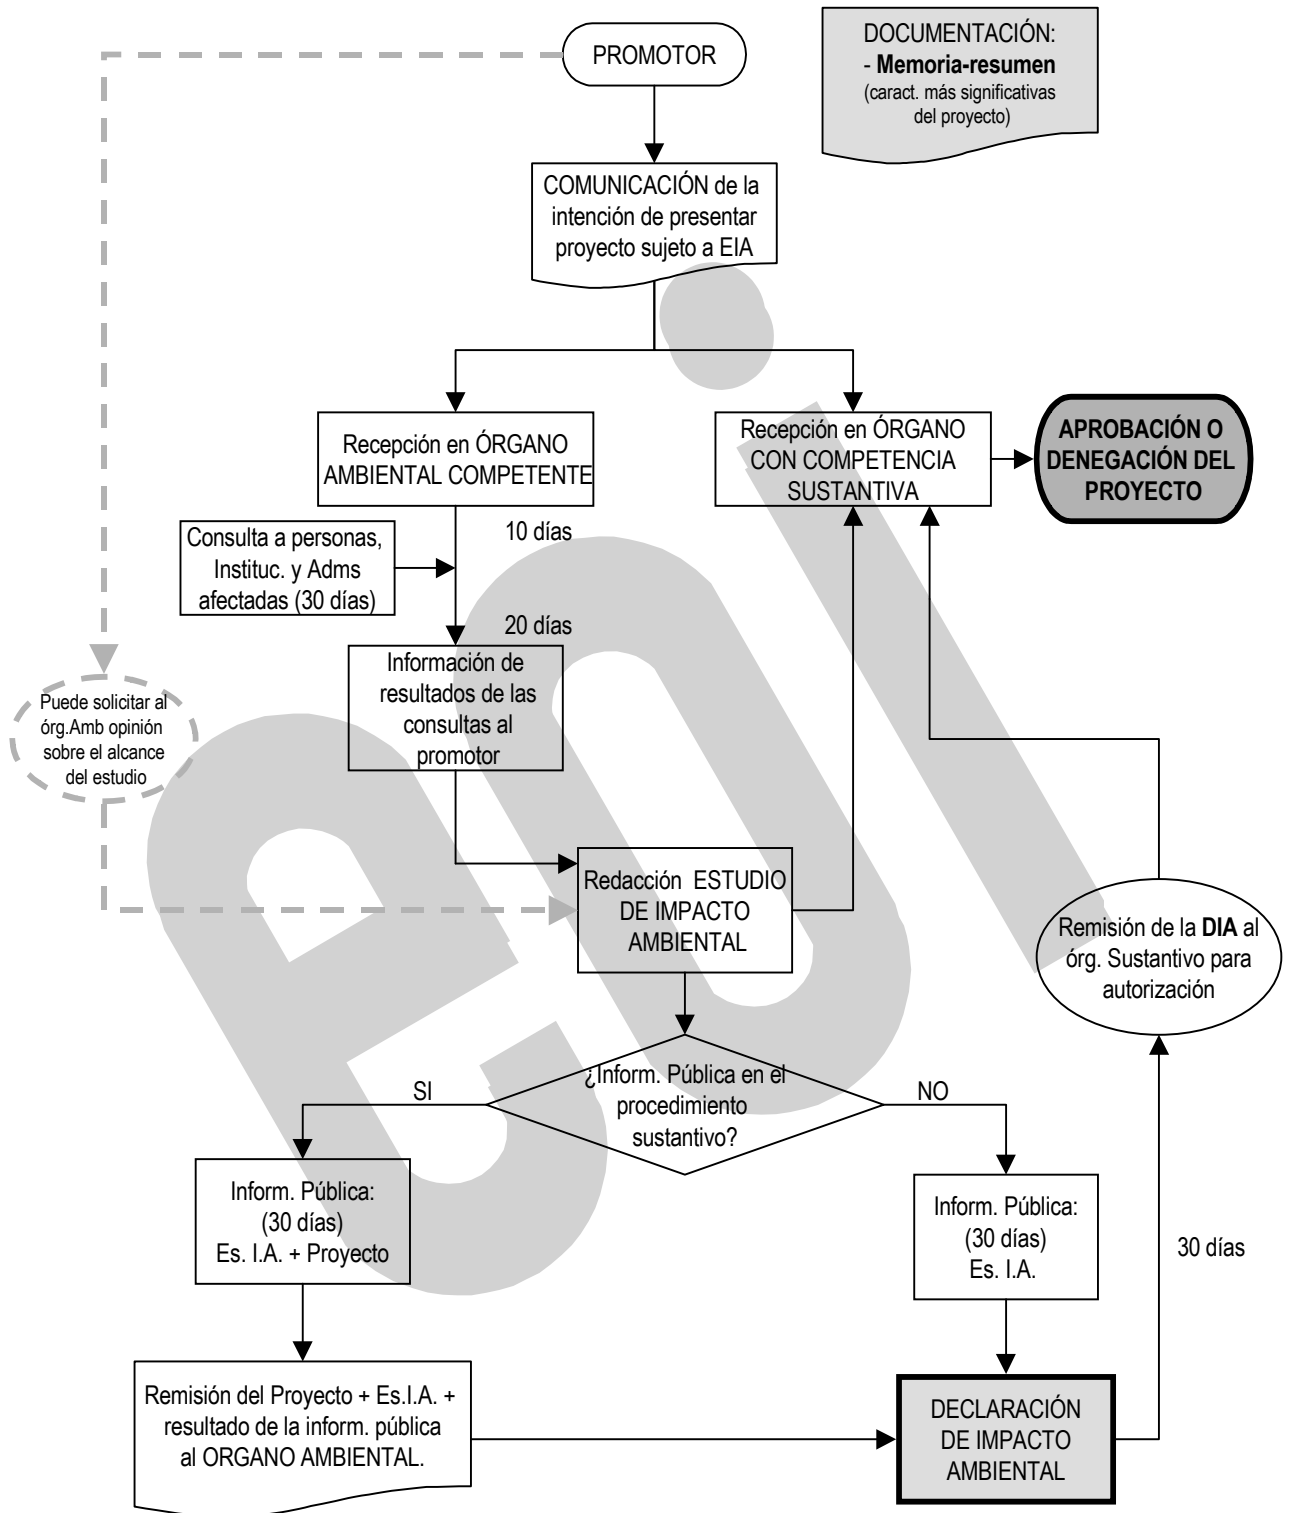 PROMOTOR
DOCUMENTACIÓN:
- Memoria-resumen
(caract. más significativas
del proyecto)
COMUNICACIÓN de la
intención de presentar
proyecto sujeto a EIA
Recepción en ÓRGANO
AMBIENTAL COMPETENTE
Recepción en ÓRGANO
CON COMPETENCIA
SUSTANTIVA
APROBACIÓN O
DENEGACIÓN DEL
PROYECTO
10 días
Consulta a personas,
Instituc. y Adms
afectadas (30 días)
20 días
Información de
resultados de las
consultas al
promotor
Puede solicitar al
órg.Amb opinión
sobre el alcance
del estudio
Redacción ESTUDIO
DE IMPACTO
AMBIENTAL
Remisión de la DIA al
órg. Sustantivo para
autorización
¿Inform. Pública en el
procedimiento
sustantivo?
SI
NO
Inform. Pública:
(30 días)
Es. I.A. + Proyecto
Inform. Pública:
(30 días)
Es. I.A.
30 días
Remisión del Proyecto + Es.I.A. +
resultado de la inform. pública
al ORGANO AMBIENTAL.
DECLARACIÓN
DE IMPACTO
AMBIENTAL
eoi